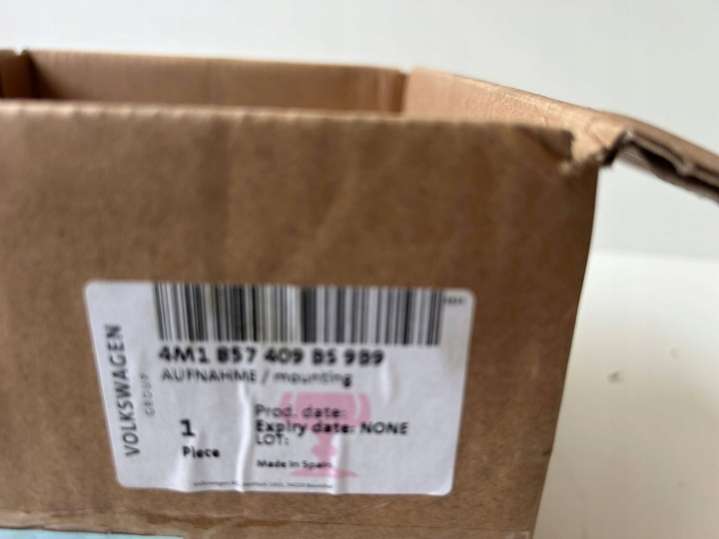 VOLKSWAGEN
GROUP
4M1 857 409 BS 9B9
AUFNAHME / mounting
Prod. date:
1 Expiry date: NONE
LOT:
Piece
Made in Spain